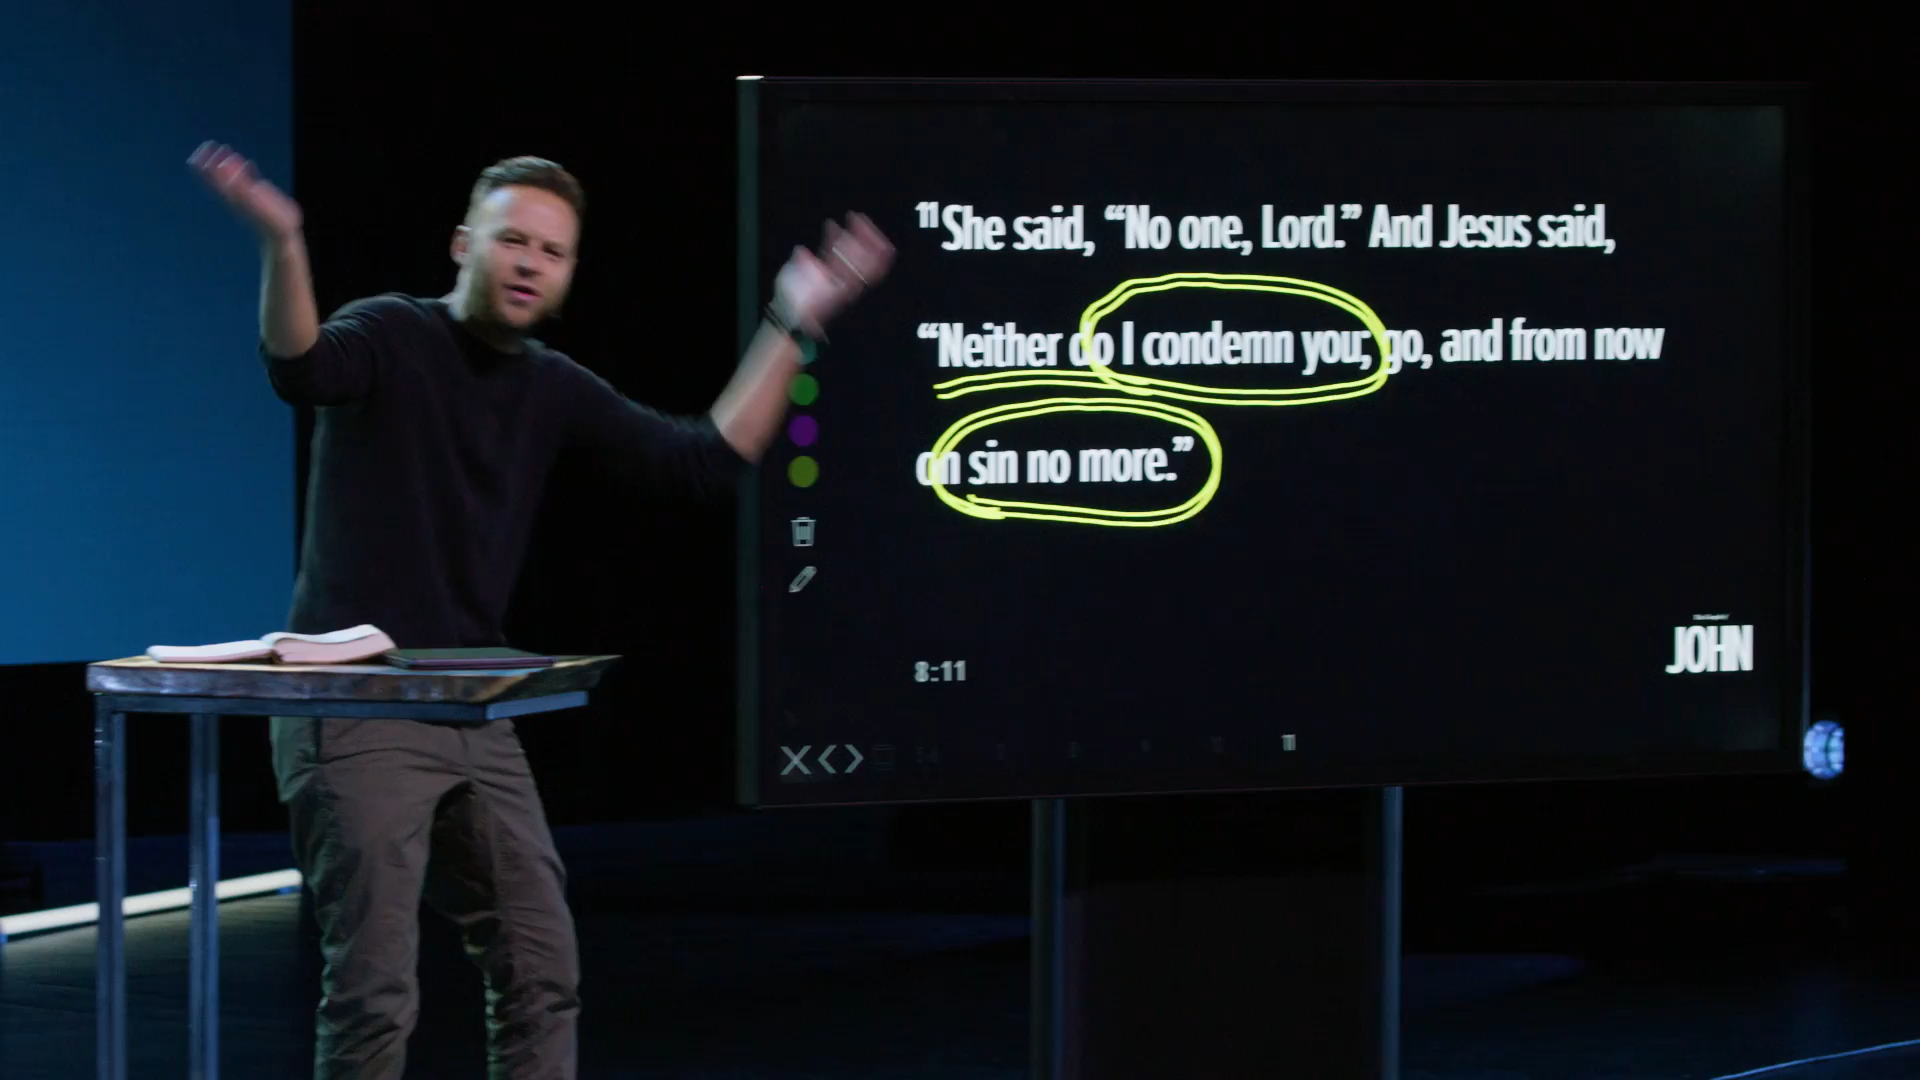 11 She said, “No one, Lord.” And Jesus said,
“Neither do I condemn you; go, and from now
on sin no more.”
8:11
JOHN
11